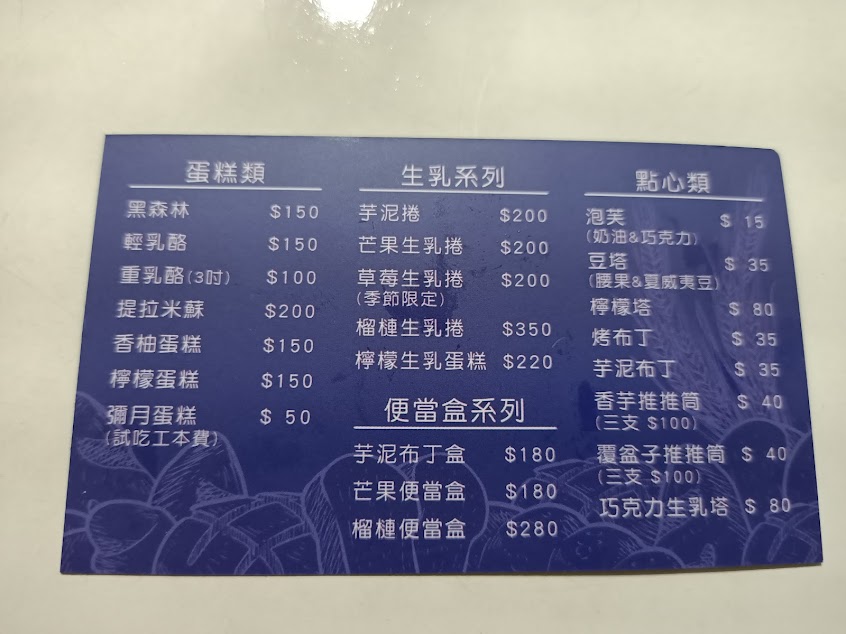 蛋糕類
黑森林 $150
輕乳酪 $150
重乳酪(3吋) $100
提拉米蘇 $200
香柚蛋糕 $150
檸檬蛋糕 $150
彌月蛋糕 $ 50
(試吃工本費)
生乳系列
芋泥捲 $200
芒果生乳捲 $200
草莓生乳捲 $200
(季節限定)
榴槤生乳捲 $350
檸檬生乳蛋糕 $220
便當盒系列
芋泥布丁盒 $180
芒果便當盒 $180
榴槤便當盒 $280
點心類
泡芙 $ 15
(奶油&巧克力)
豆塔 $ 35
(腰果&夏威夷豆)
檸檬塔 $ 80
烤布丁 $ 35
芋泥布丁 $ 35
香芋推推筒 $ 40
(三支 $100)
覆盆子推推筒 $ 40
(三支 $100)
巧克力生乳塔 $ 80